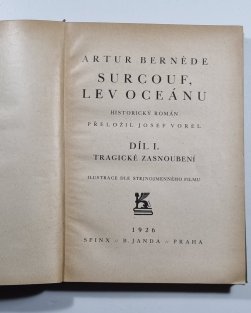 ARTUR BERNÈDE
SURCOUF,
LEV OCEÁNU
HISTORICKÝ ROMÁN
PŘELOŽIL JOSEF VOREL
DÍL I.
TRAGICKÉ ZASNOUBENÍ
ILUSTRACE DLE STEJNOJMENNÉHO FILMU
1926
SFINX // B. JANDA // PRAHA